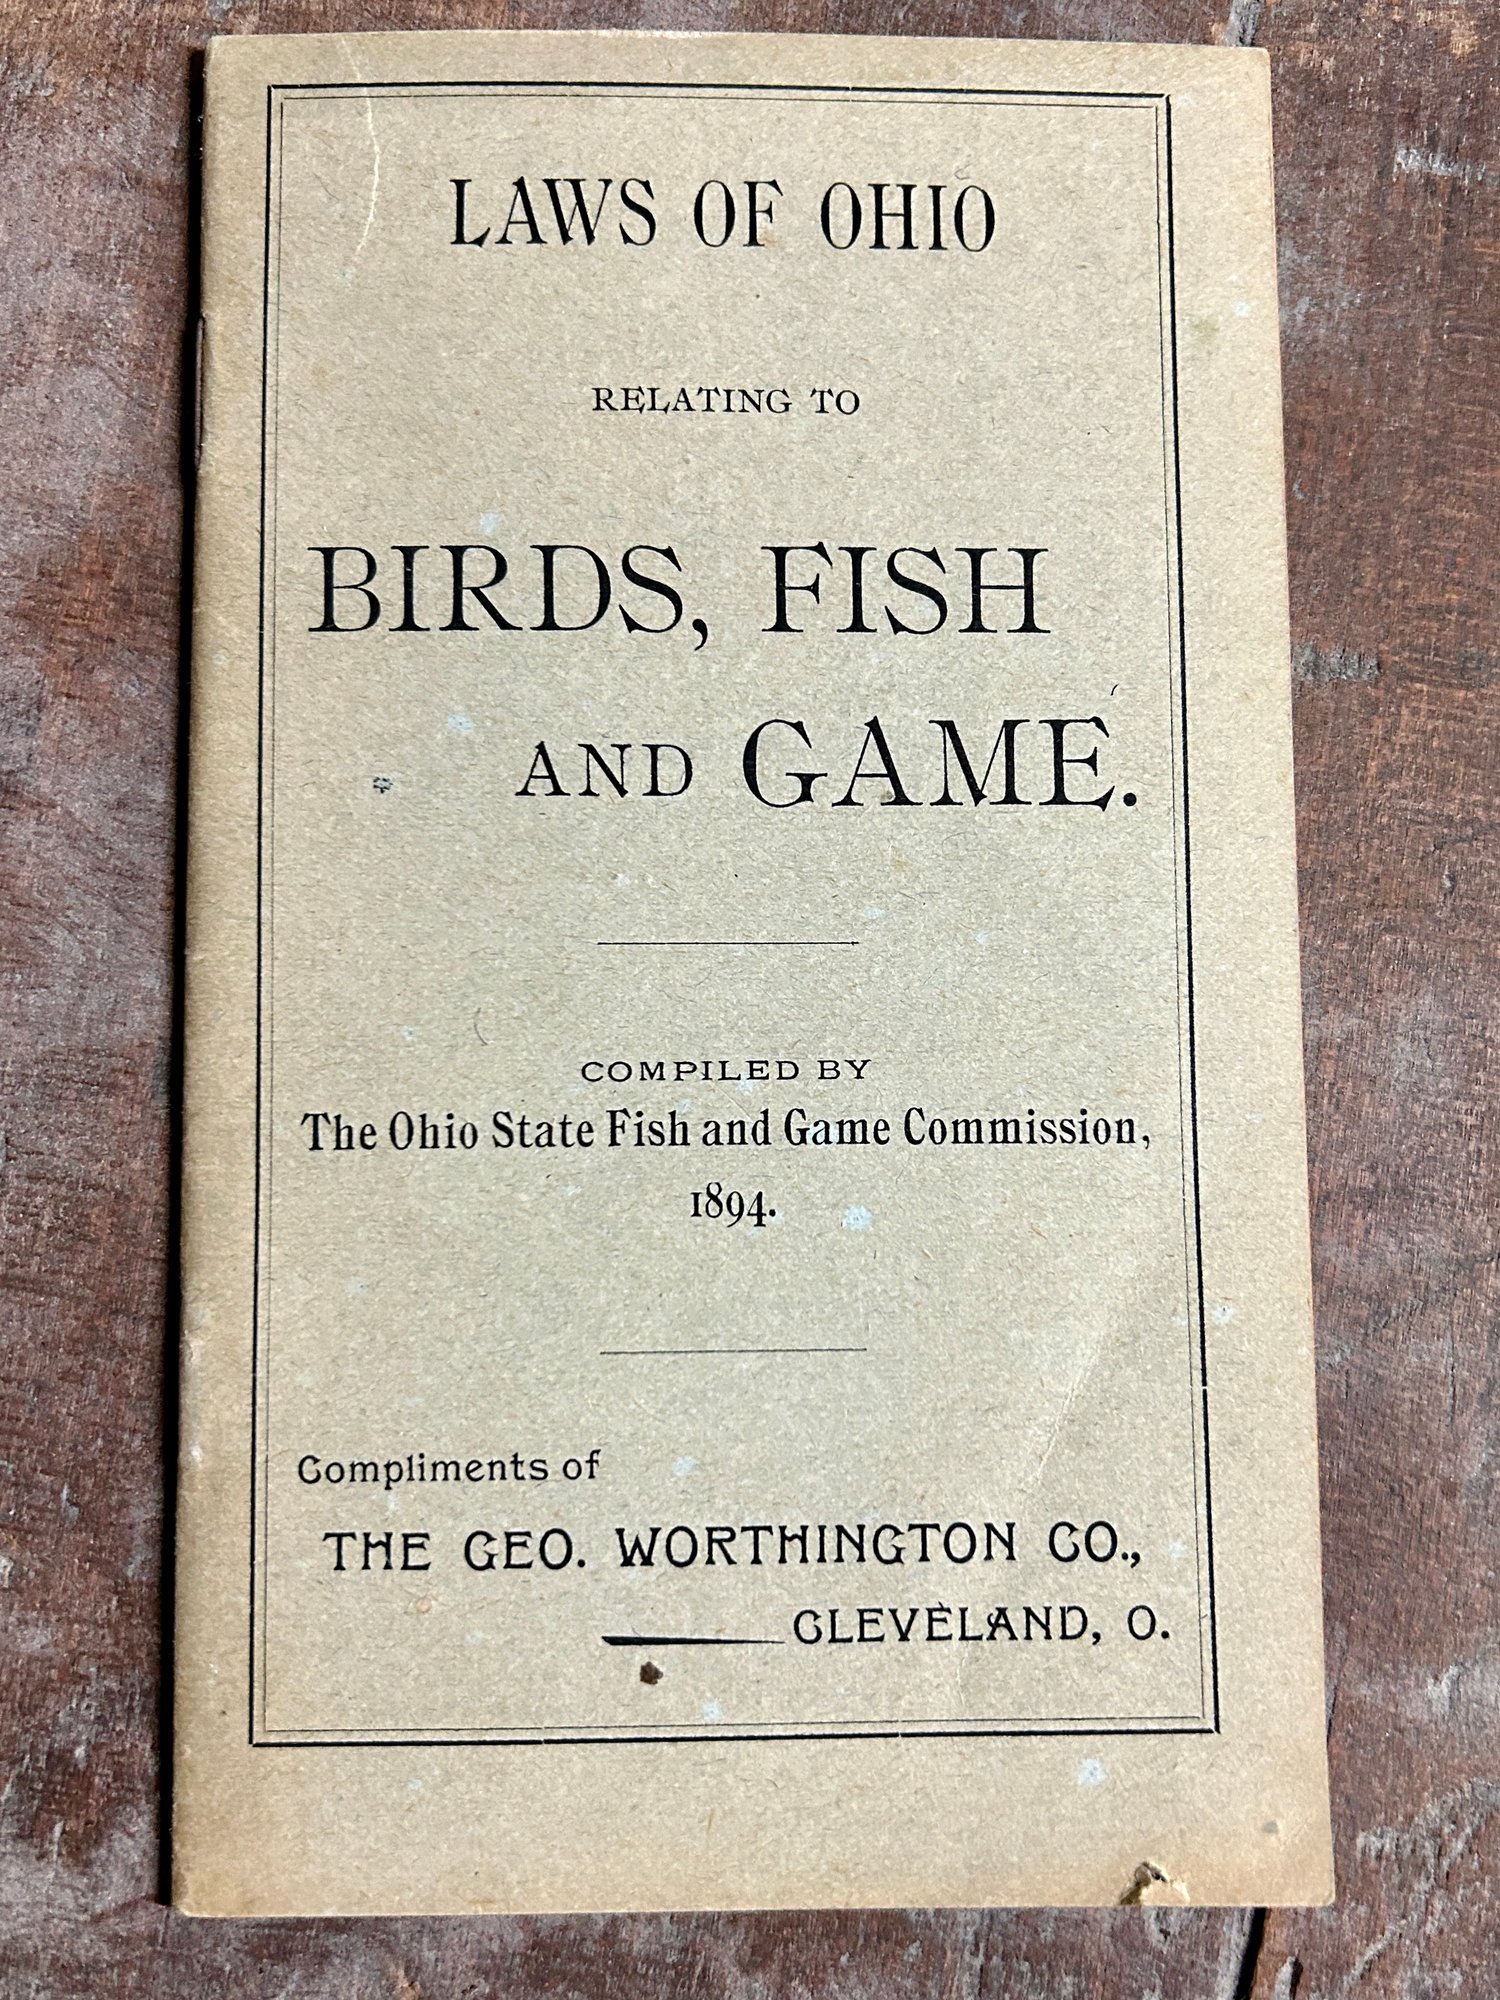 LAWS OF OHIO
RELATING TO
BIRDS, FISH
AND GAME.
COMPILED BY
The Ohio State Fish and Game Commission,
1894.
Compliments of
THE GEO. WORTHINGTON CO.,
CLEVELAND, O.